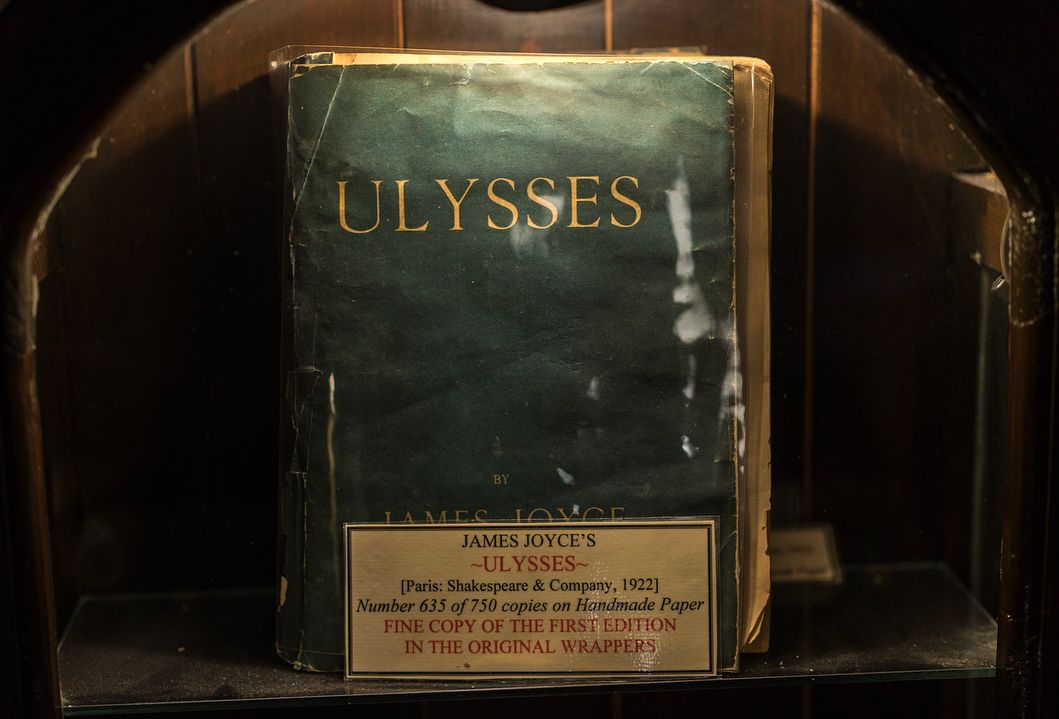 ULYSSES
BY
JAMES JOYCE
JAMES JOYCE'S
~ULYSSES~
[Paris: Shakespeare & Company, 1922]
Number 635 of 750 copies on Handmade Paper
FINE COPY OF THE FIRST EDITION
IN THE ORIGINAL WRAPPERS